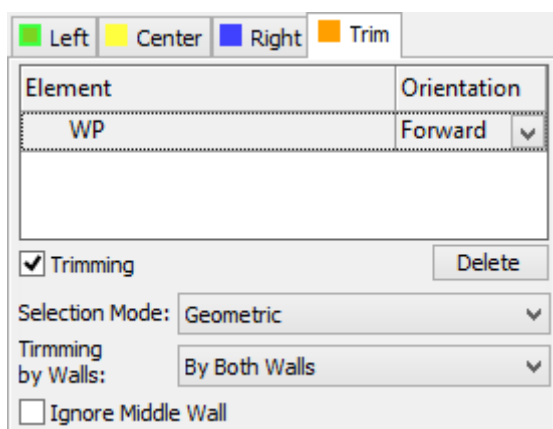 Left Center Right Trim
Element Orientation
WP Forward
Trimming Delete
Selection Mode: Geometric
Tirmming
by Walls: By Both Walls
Ignore Middle Wall